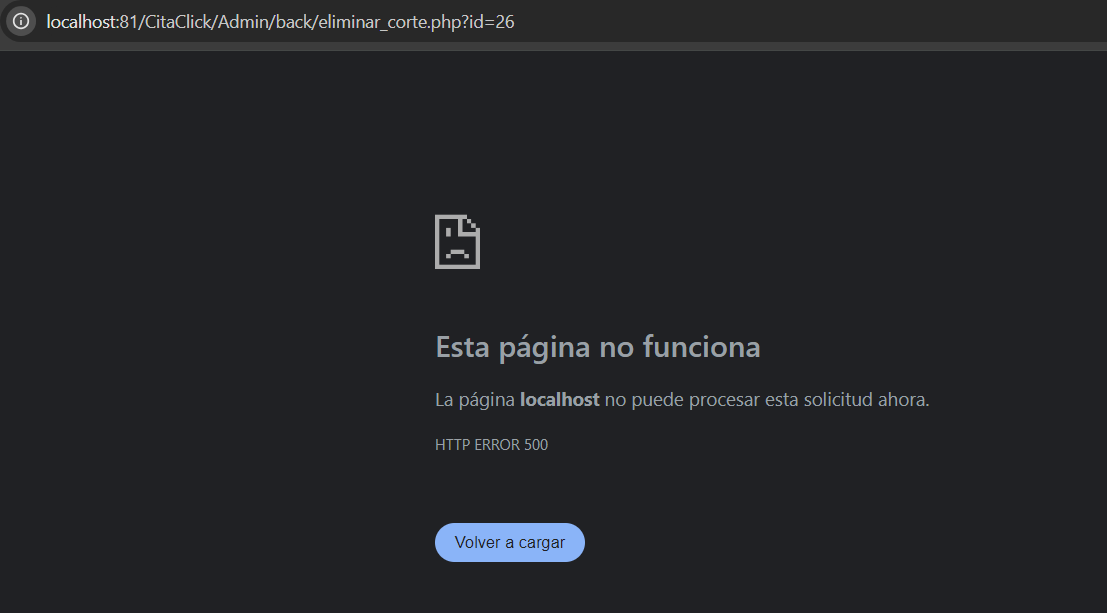 localhost:81/CitaClick/Admin/back/eliminar_corte.php?id=26
Esta página no funciona
La página localhost no puede procesar esta solicitud ahora.
HTTP ERROR 500
Volver a cargar